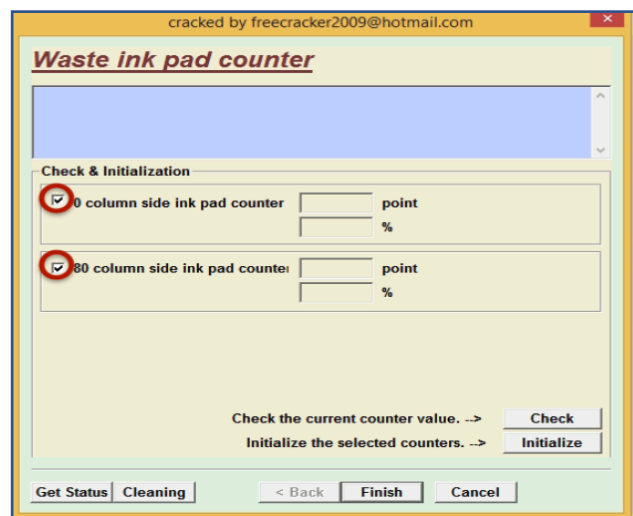 cracked by freecracker2009@hotmail.com
Waste ink pad counter
Check & Initialization
0 column side ink pad counter point
%
80 column side ink pad counte point
%
Check the current counter value. --> Check
Initialize the selected counters. --> Initialize
Get Status Cleaning < Back Finish Cancel